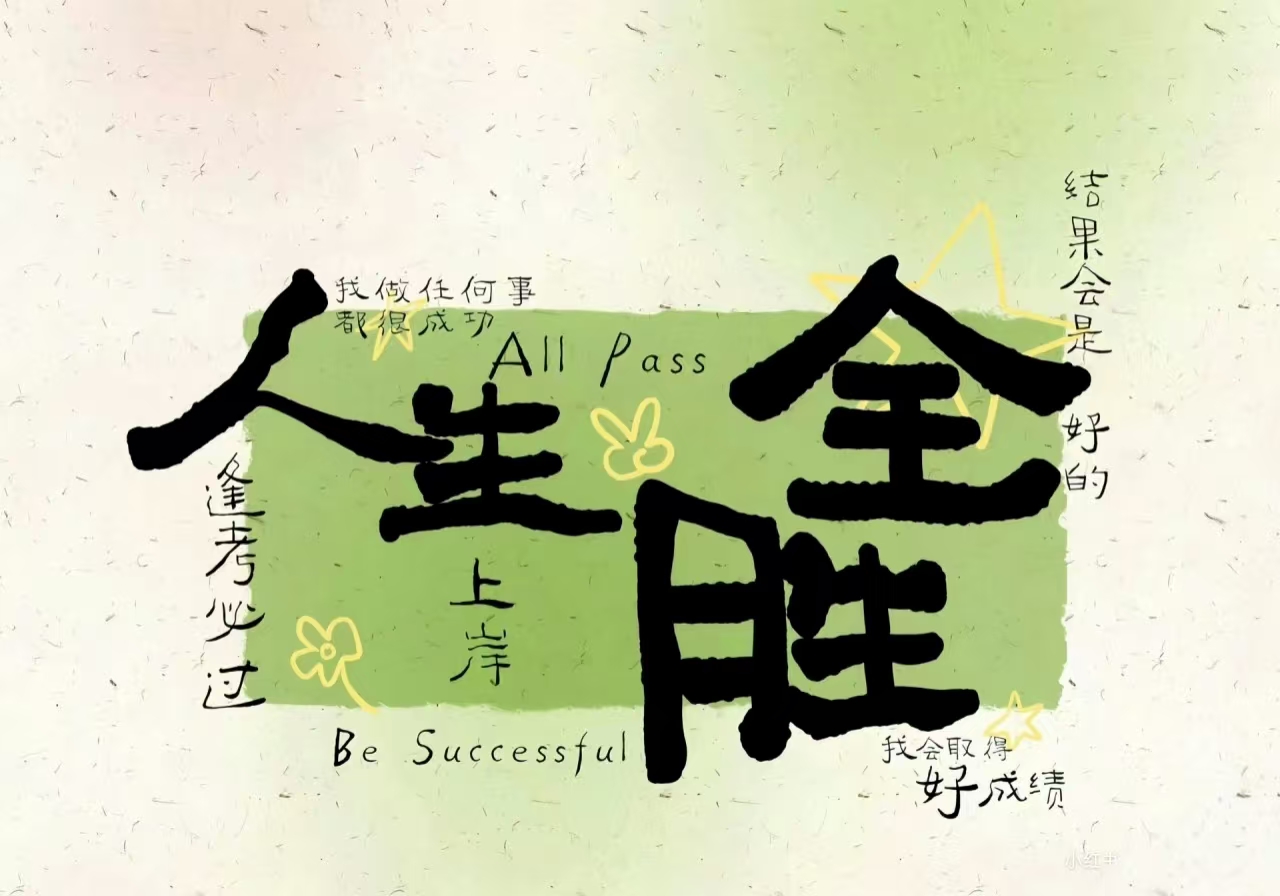 人生全胜
我做任何事
都很成功
All Pass
结果会是好的
逢考必过
上岸
Be Successful
我会取得
好成绩
小红书